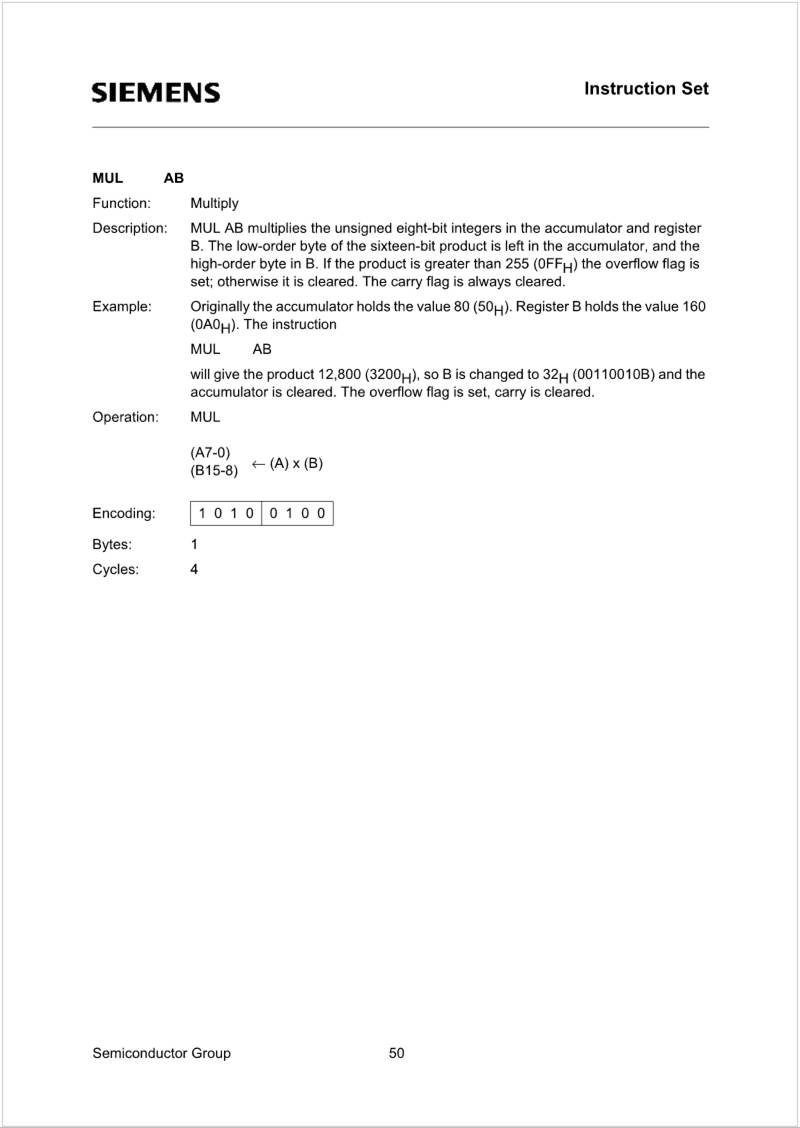 SIEMENS
Instruction Set
MUL AB
Function: Multiply
Description: MUL AB multiplies the unsigned eight-bit integers in the accumulator and register
B. The low-order byte of the sixteen-bit product is left in the accumulator, and the
high-order byte in B. If the product is greater than 255 (0FFH) the overflow flag is
set; otherwise it is cleared. The carry flag is always cleared.
Example: Originally the accumulator holds the value 80 (50H). Register B holds the value 160
(0A0H). The instruction
MUL AB
will give the product 12,800 (3200H), so B is changed to 32H (00110010B) and the
accumulator is cleared. The overflow flag is set, carry is cleared.
Operation: MUL
(A7-0)
(B15-8) ← (A) x (B)
Encoding: 1 0 1 0 0 1 0 0
Bytes: 1
Cycles: 4
Semiconductor Group 50